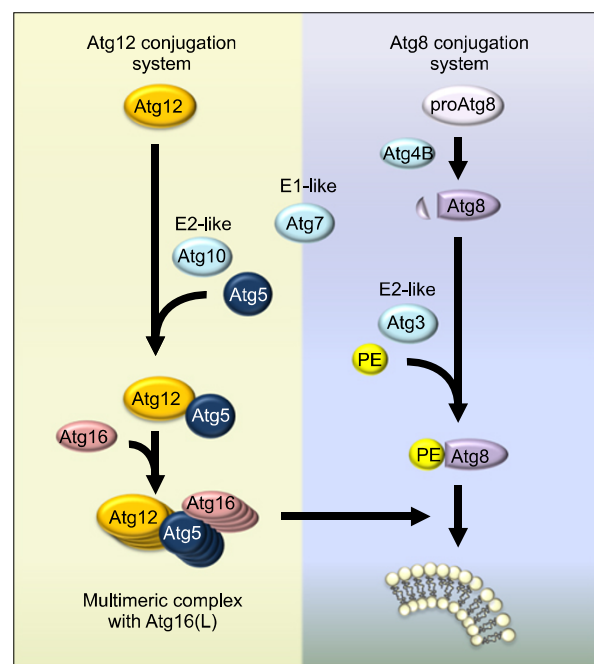 Atg12 conjugation
system
Atg12
E2-like
Atg10
Atg5
E1-like
Atg7
Atg12
Atg5
Atg16
Atg16
Atg12
Atg5
Multimeric complex
with Atg16(L)
Atg8 conjugation
system
proAtg8
Atg4B
Atg8
E2-like
Atg3
PE
PE
Atg8